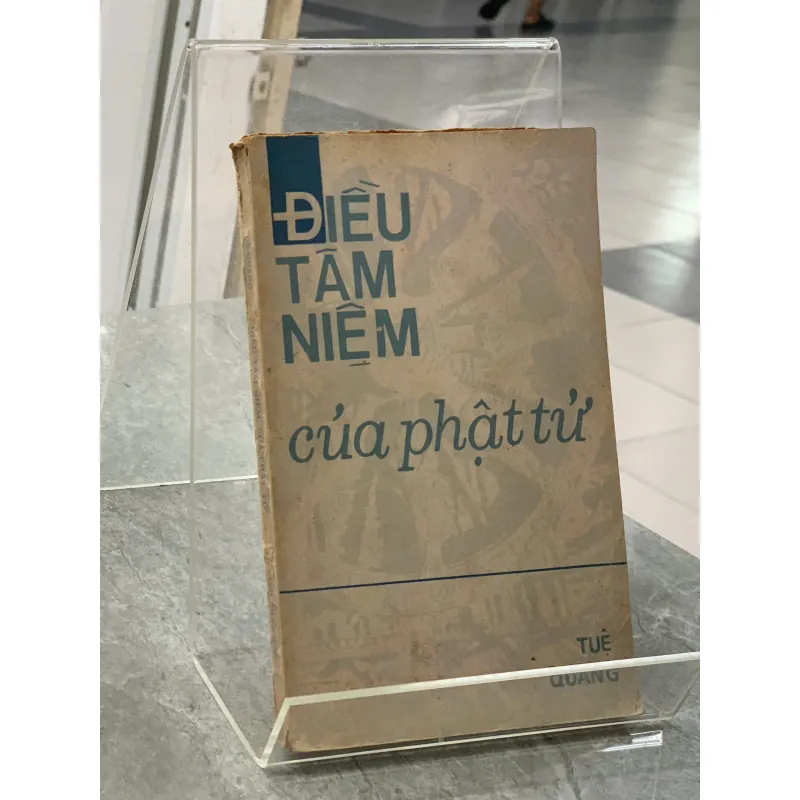 ĐIỀU
TÂM
NIỆM
của phật tử
TUỆ
QUANG